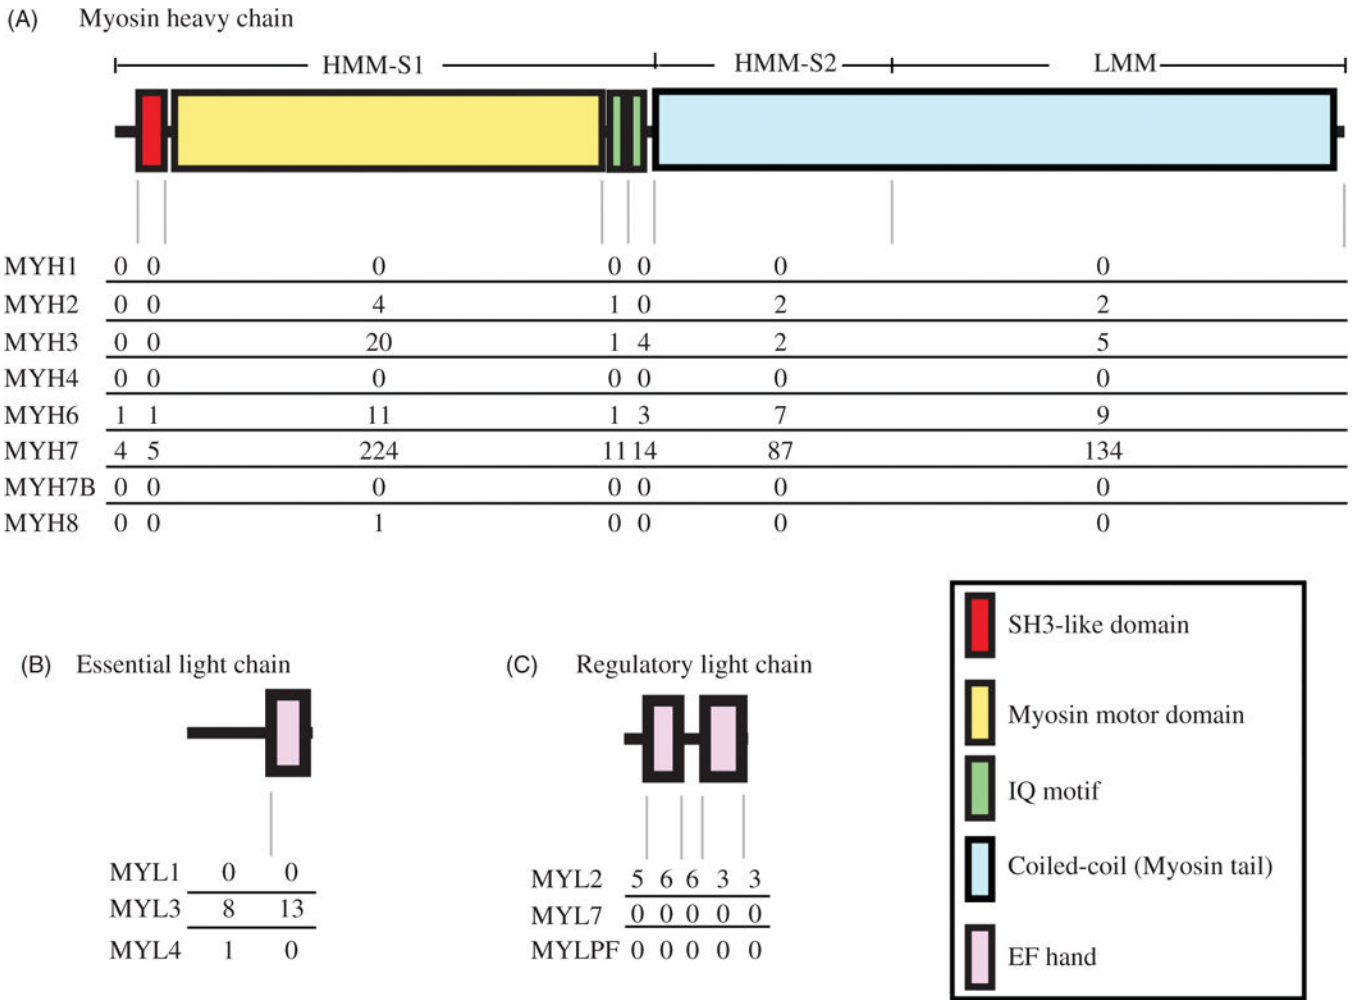 (A) Myosin heavy chain
HMM-S1 HMM-S2 LMM
MYH1 0 0 0 0 0 0 0
MYH2 0 0 4 1 0 2 2
MYH3 0 0 20 1 4 2 5
MYH4 0 0 0 0 0 0 0
MYH6 1 1 11 1 3 7 9
MYH7 4 5 224 11 14 87 134
MYH7B 0 0 0 0 0 0 0
MYH8 0 0 1 0 0 0 0
(B) Essential light chain
MYL1 0 0
MYL3 8 13
MYL4 1 0
(C) Regulatory light chain
MYL2 5 6 6 3 3
MYL7 0 0 0 0 0
MYLPF 0 0 0 0 0
SH3-like domain
Myosin motor domain
IQ motif
Coiled-coil (Myosin tail)
EF hand